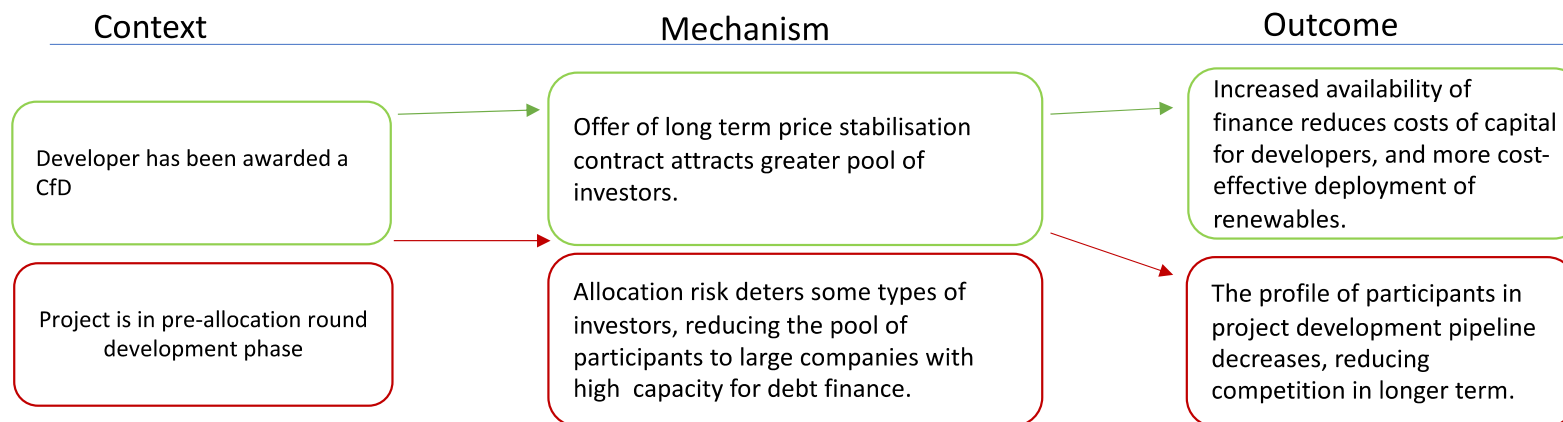 Context
Mechanism
Outcome
Developer has been awarded a
CfD
Offer of long term price stabilisation
contract attracts greater pool of
investors.
Increased availability of
finance reduces costs of capital
for developers, and more cost-
effective deployment of
renewables.
Project is in pre-allocation round
development phase
Allocation risk deters some types of
investors, reducing the pool of
participants to large companies with
high  capacity for debt finance.
The profile of participants in
project development pipeline
decreases, reducing
competition in longer term.